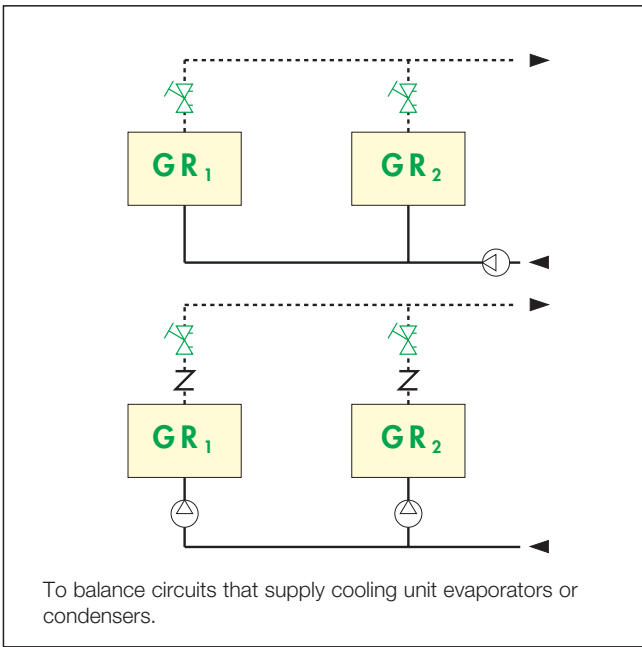 GR1
GR2
GR1
GR2
To balance circuits that supply cooling unit evaporators or
condensers.